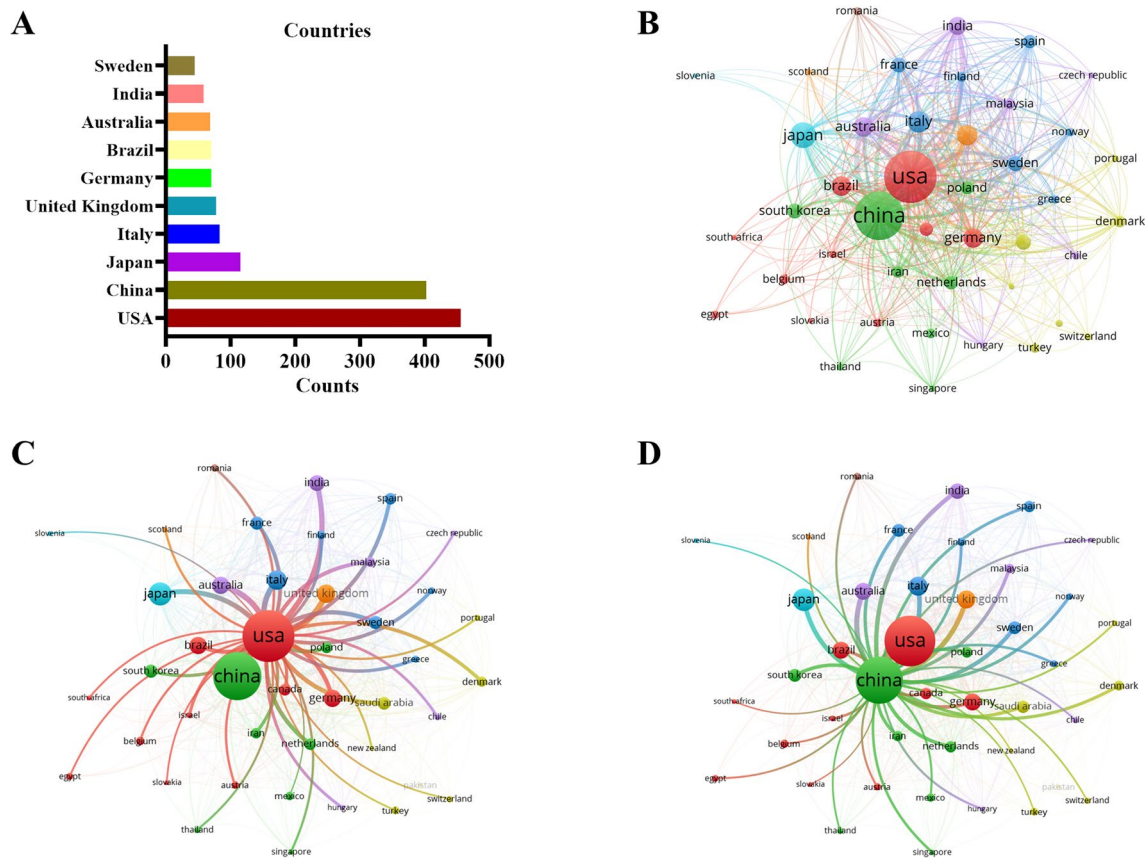 A
Countries
Sweden
India
Australia
Brazil
Germany
United Kingdom
Italy
Japan
China
USA
0 100 200 300 400 500
Counts
B
romania
india
spain
slovenia
scotland
france
finland
czech republic
malaysia
japan
australia
italy
norway
portugal
usa
sweden
brazil
poland
greece
south korea
china
denmark
south africa
israel
germany
chile
belgium
iran
netherlands
egypt
slovakia
austria
mexico
hungary
turkey
switzerland
thailand
singapore
C
romania
india
spain
slovenia
scotland
france
finland
czech republic
malaysia
japan
australia
italy
united kingdom
norway
portugal
usa
sweden
brazil
poland
greece
south korea
china
denmark
south africa
canada
germany
saudi arabia
israel
chile
belgium
iran
netherlands
new zealand
egypt
slovakia
austria
pakistan
mexico
hungary
turkey
switzerland
thailand
singapore
D
romania
india
spain
slovenia
scotland
france
finland
czech republic
malaysia
japan
australia
italy
united kingdom
norway
portugal
usa
sweden
brazil
poland
greece
south korea
china
denmark
south africa
canada
germany
saudi arabia
israel
chile
belgium
iran
netherlands
new zealand
egypt
slovakia
austria
pakistan
mexico
hungary
turkey
switzerland
thailand
singapore